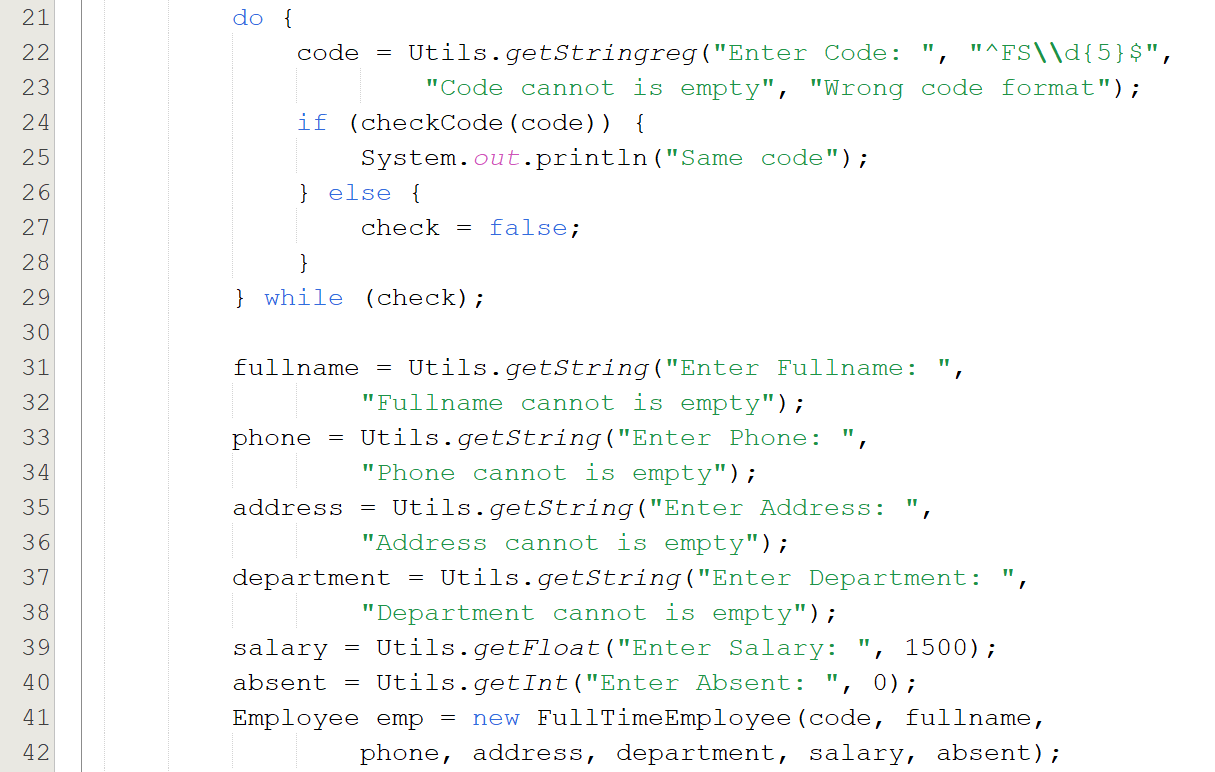 21 do {
22 code = Utils.getStringreg("Enter Code: ", "^FS\\d{5}$",
23 "Code cannot is empty", "Wrong code format");
24 if (checkCode(code)) {
25 System.out.println("Same code");
26 } else {
27 check = false;
28 }
29 } while (check);
30
31 fullname = Utils.getString("Enter Fullname: ",
32 "Fullname cannot is empty");
33 phone = Utils.getString("Enter Phone: ",
34 "Phone cannot is empty");
35 address = Utils.getString("Enter Address: ",
36 "Address cannot is empty");
37 department = Utils.getString("Enter Department: ",
38 "Department cannot is empty");
39 salary = Utils.getFloat("Enter Salary: ", 1500);
40 absent = Utils.getInt("Enter Absent: ", 0);
41 Employee emp = new FullTimeEmployee(code, fullname,
42 phone, address, department, salary, absent);